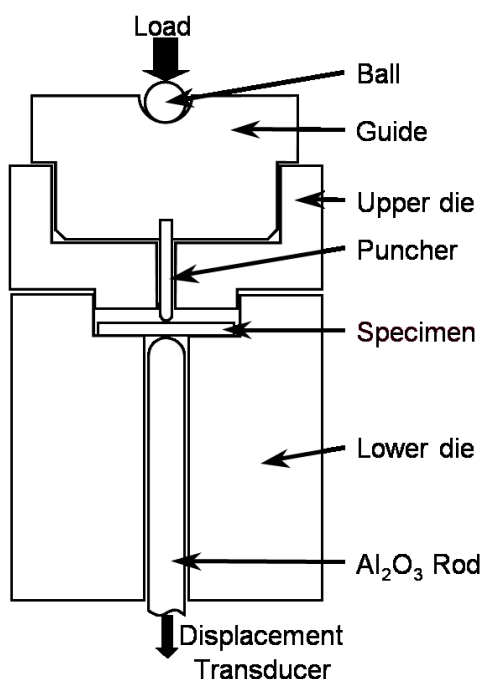 Load
Ball
Guide
Upper die
Puncher
Specimen
Lower die
Al₂O₃ Rod
Displacement
Transducer